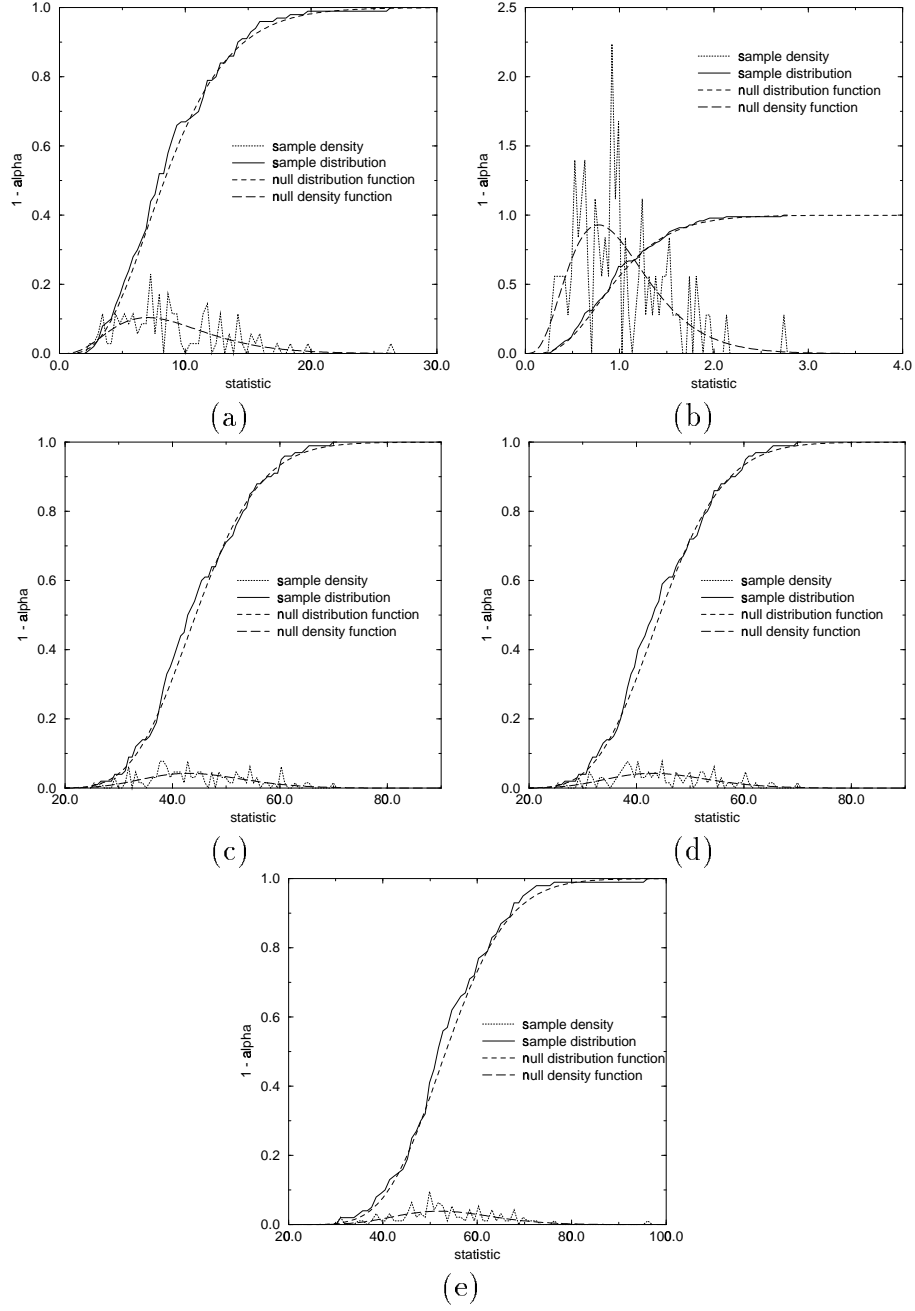 1.0
0.8
0.6
0.4
0.2
0.0
1 - alpha
sample density
sample distribution
null distribution function
null density function
0.0 10.0 20.0 30.0
statistic
(a)
2.5
2.0
1.5
1.0
0.5
0.0
1 - alpha
sample density
sample distribution
null distribution function
null density function
0.0 1.0 2.0 3.0 4.0
statistic
(b)
1.0
0.8
0.6
0.4
0.2
0.0
1 - alpha
sample density
sample distribution
null distribution function
null density function
20.0 40.0 60.0 80.0
statistic
(c)
1.0
0.8
0.6
0.4
0.2
0.0
1 - alpha
sample density
sample distribution
null distribution function
null density function
20.0 40.0 60.0 80.0
statistic
(d)
1.0
0.8
0.6
0.4
0.2
0.0
1 - alpha
sample density
sample distribution
null distribution function
null density function
20.0 40.0 60.0 80.0 100.0
statistic
(e)